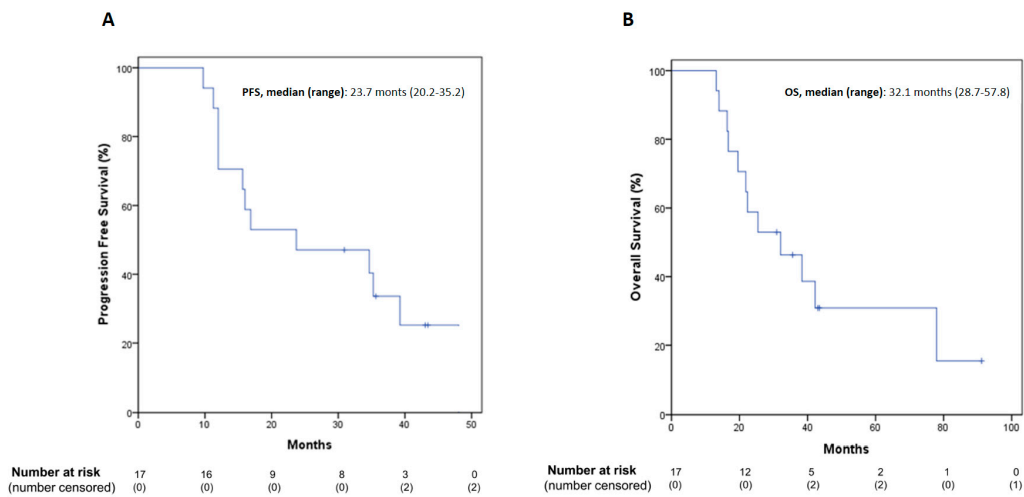 A
PFS, median (range): 23.7 monts (20.2-35.2)
Progression Free Survival (%)
100
80
60
40
20
0
0 10 20 30 40 50
Months
Number at risk 17 16 9 8 3 0
(number censored) (0) (0) (0) (0) (2) (2)
B
OS, median (range): 32.1 months (28.7-57.8)
Overall Survival (%)
100
80
60
40
20
0
0 20 40 60 80 100
Months
Number at risk 17 12 5 2 1 0
(number censored) (0) (0) (2) (2) (0) (1)